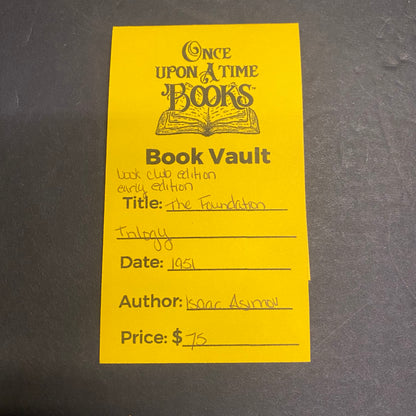 ONCE
UPON A TIME
BOOKS™
Book Vault
book club edition
early edition
Title: The Foundation
Trilogy
Date: 1951
Author: Isaac Asimov
Price: $ 75